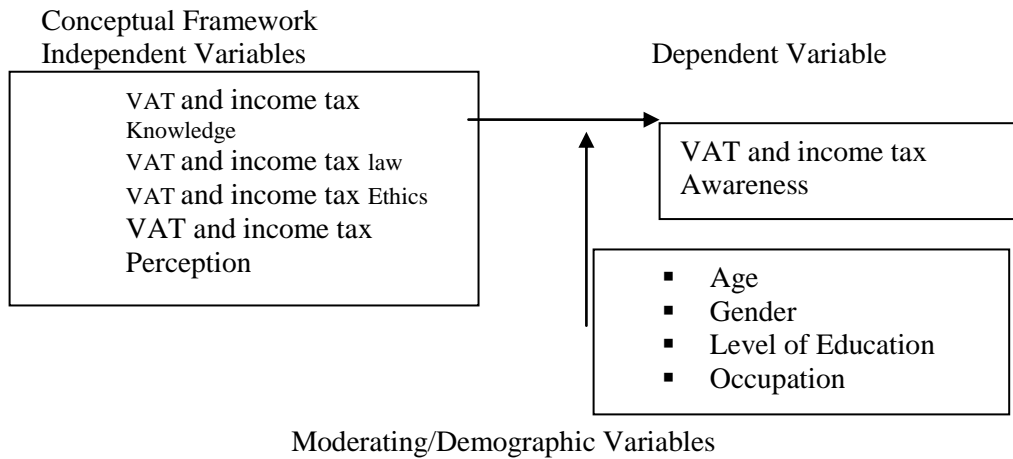 Conceptual Framework
Independent Variables
Dependent Variable
VAT and income tax
Knowledge
VAT and income tax law
VAT and income tax Ethics
VAT and income tax
Perception
VAT and income tax
Awareness
▪ Age
▪ Gender
▪ Level of Education
▪ Occupation
Moderating/Demographic Variables